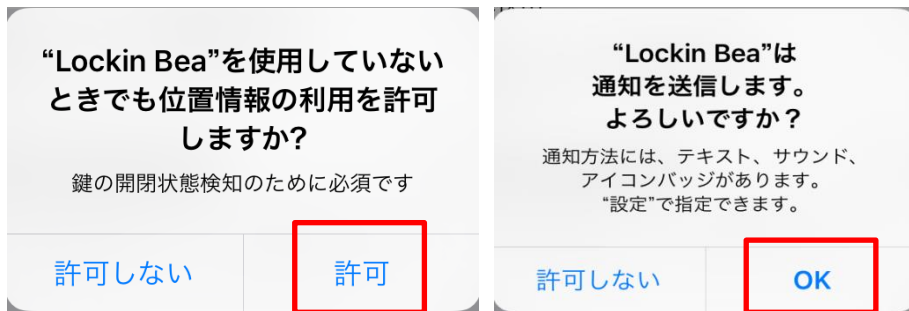 “Lockin Bea”を使用していない
ときでも位置情報の利用を許可
しますか?
鍵の開閉状態検知のために必須です
許可しない
許可
“Lockin Bea”は
通知を送信します。
よろしいですか？
通知方法には、テキスト、サウンド、
アイコンバッジがあります。
“設定”で指定できます。
許可しない
OK